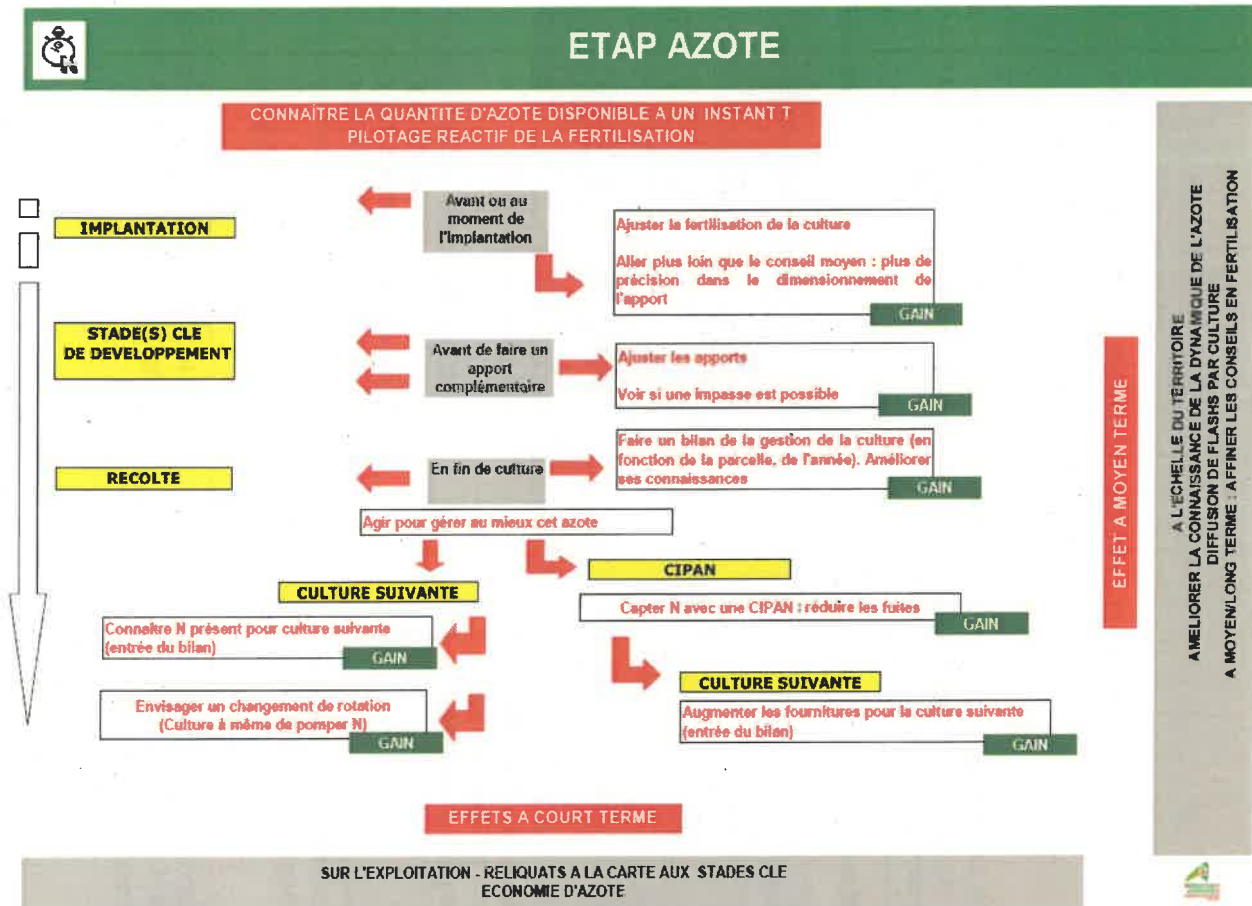 ETAP AZOTE
CONNAÎTRE LA QUANTITE D'AZOTE DISPONIBLE A UN INSTANT T
PILOTAGE REACTIF DE LA FERTILISATION
IMPLANTATION
Avant ou au
moment de
l'implantation
Ajuster la fertilisation de la culture
Aller plus loin que le conseil moyen : plus de
précision dans le dimensionnement de
l'apport
GAIN
STADE(S) CLE
DE DEVELOPPEMENT
Avant de faire un
apport
complémentaire
Ajuster les apports
Voir si une impasse est possible
GAIN
RECOLTE
En fin de culture
Faire un bilan de la gestion de la culture (en
fonction de la parcelle, de l'année). Améliorer
ses connaissances
GAIN
Agir pour gérer au mieux cet azote
CULTURE SUIVANTE
Connaître N présent pour culture suivante
(entrée du bilan)
GAIN
Envisager un changement de rotation
(Culture à même de pomper N)
GAIN
CIPAN
Capter N avec une CIPAN : réduire les fuites
GAIN
CULTURE SUIVANTE
Augmenter les fournitures pour la culture suivante
(entrée du bilan)
GAIN
EFFETS A COURT TERME
SUR L'EXPLOITATION - RELIQUATS A LA CARTE AUX STADES CLE
ECONOMIE D'AZOTE
EFFET A MOYEN TERME
A L'ECHELLE DU TERRITOIRE
AMELIORER LA CONNAISSANCE DE LA DYNAMIQUE DE L'AZOTE
DIFFUSION DE FLASHS PAR CULTURE
A MOYEN/LONG TERME : AFFINER LES CONSEILS EN FERTILISATION